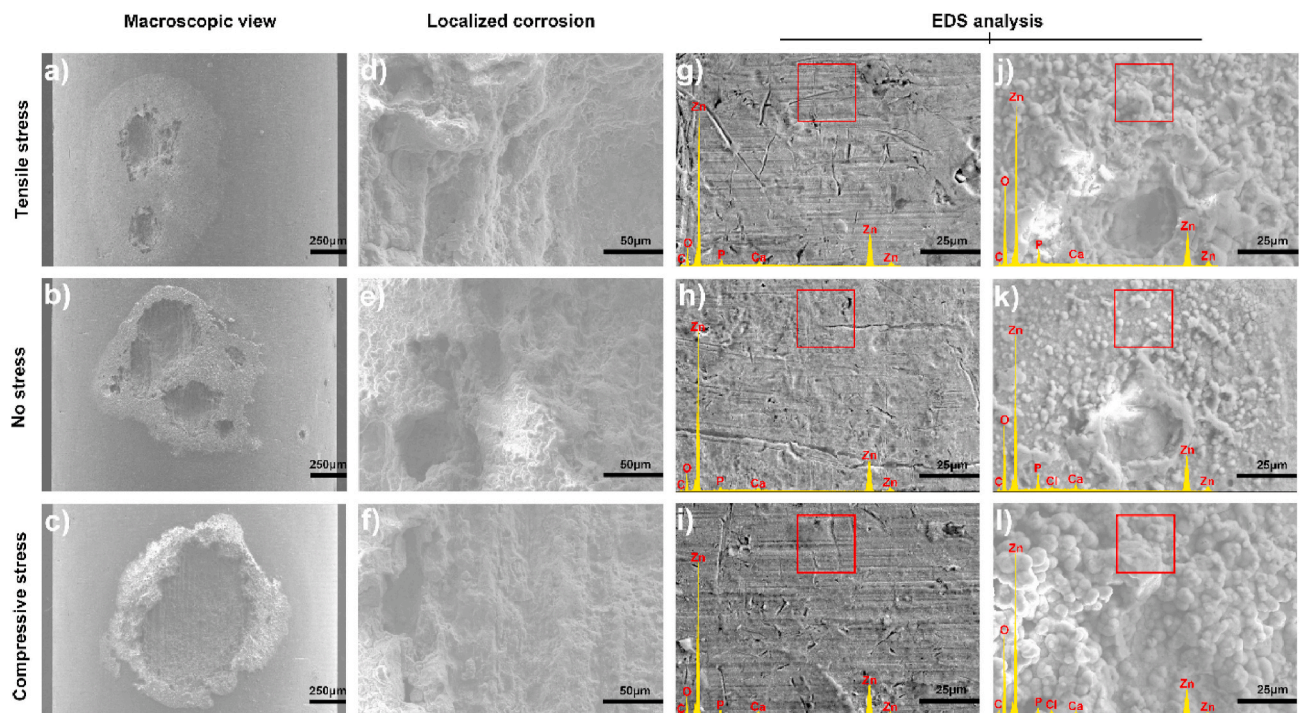 Macroscopic view
Localized corrosion
EDS analysis
Tensile stress
a)
250μm
d)
50μm
g)
Zn
O
C
P
Ca
Zn
Zn
25μm
j)
Zn
O
C
P
Ca
Zn
Zn
25μm
No stress
b)
250μm
e)
50μm
h)
Zn
O
C
P
Ca
Zn
Zn
25μm
k)
Zn
O
C
P
Cl
Ca
Zn
Zn
25μm
Compressive stress
c)
250μm
f)
50μm
i)
Zn
O
C
P
Ca
Zn
Zn
25μm
l)
Zn
O
C
P
Cl
Ca
Zn
Zn
25μm